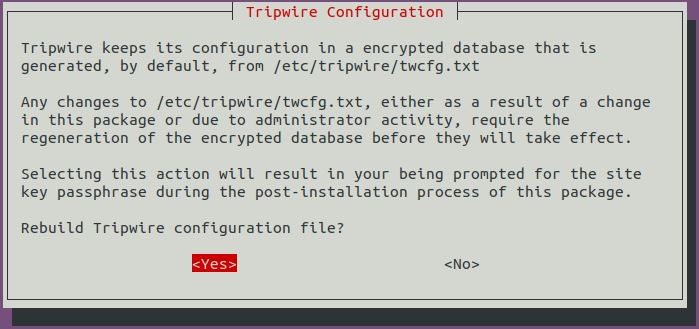 Tripwire Configuration
Tripwire keeps its configuration in a encrypted database that is
generated, by default, from /etc/tripwire/twcfg.txt
Any changes to /etc/tripwire/twcfg.txt, either as a result of a change
in this package or due to administrator activity, require the
regeneration of the encrypted database before they will take effect.
Selecting this action will result in your being prompted for the site
key passphrase during the post-installation process of this package.
Rebuild Tripwire configuration file?
<Yes> <No>